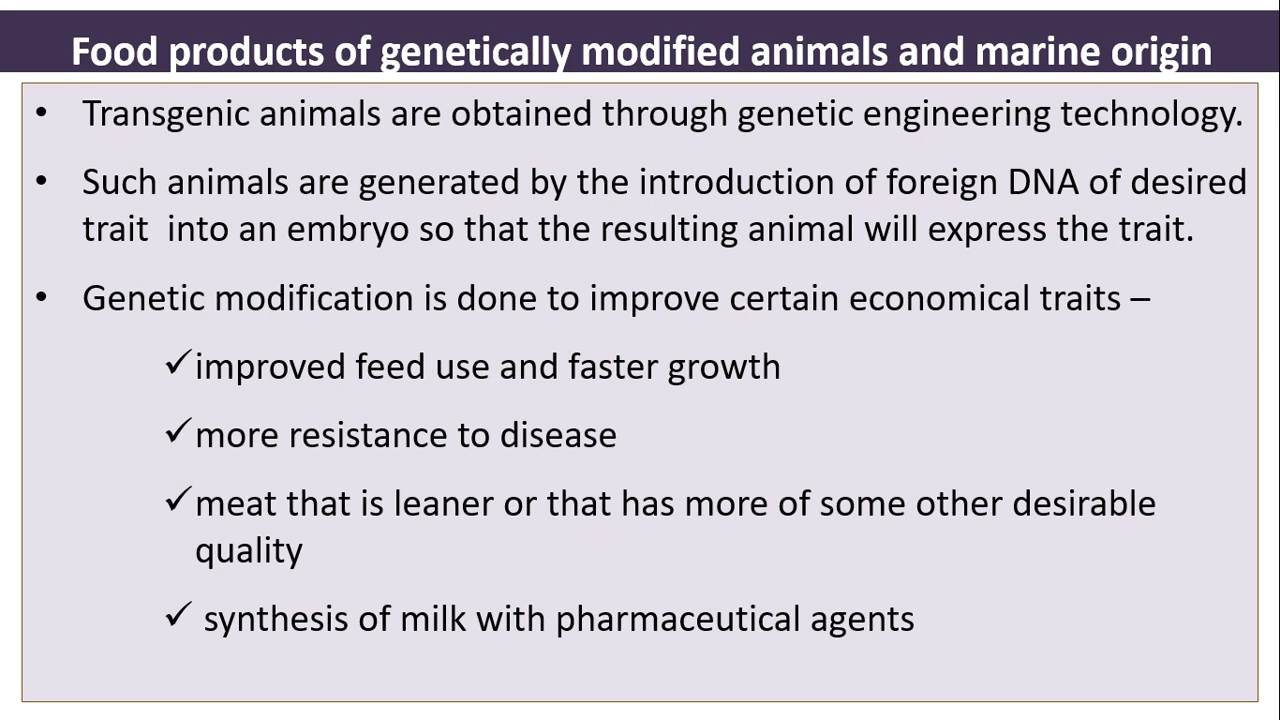 Food products of genetically modified animals and marine origin
• Transgenic animals are obtained through genetic engineering technology.
• Such animals are generated by the introduction of foreign DNA of desired
trait  into an embryo so that the resulting animal will express the trait.
• Genetic modification is done to improve certain economical traits –
✓improved feed use and faster growth
✓more resistance to disease
✓meat that is leaner or that has more of some other desirable
quality
✓ synthesis of milk with pharmaceutical agents